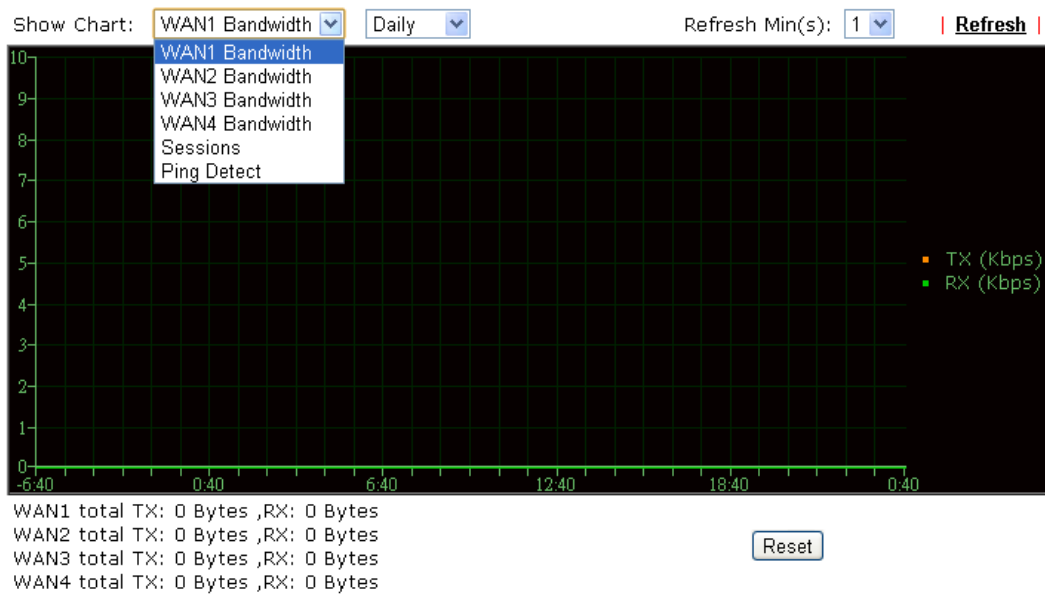 Show Chart: WAN1 Bandwidth Daily Refresh Min(s): 1 | Refresh |
WAN1 Bandwidth
WAN2 Bandwidth
WAN3 Bandwidth
WAN4 Bandwidth
Sessions
Ping Detect
10
9
8
7
6
5
4
3
2
1
0
-6:40 0:40 6:40 12:40 18:40 0:40
TX (Kbps)
RX (Kbps)
WAN1 total TX: 0 Bytes ,RX: 0 Bytes
WAN2 total TX: 0 Bytes ,RX: 0 Bytes
WAN3 total TX: 0 Bytes ,RX: 0 Bytes
WAN4 total TX: 0 Bytes ,RX: 0 Bytes
Reset